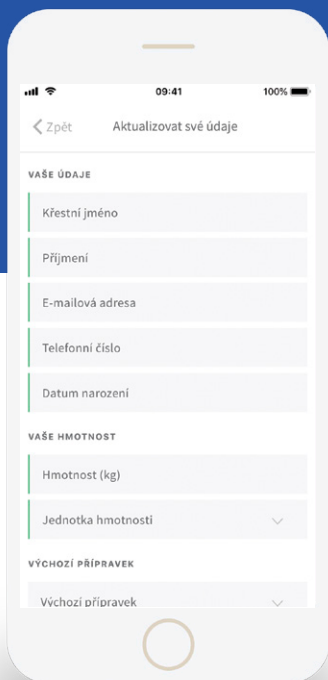 09:41
100%
Zpět
Aktualizovat své údaje
VAŠE ÚDAJE
Křestní jméno
Příjmení
E-mailová adresa
Telefonní číslo
Datum narození
VAŠE HMOTNOST
Hmotnost (kg)
Jednotka hmotnosti
VÝCHOZÍ PŘÍPRAVEK
Výchozí přípravek